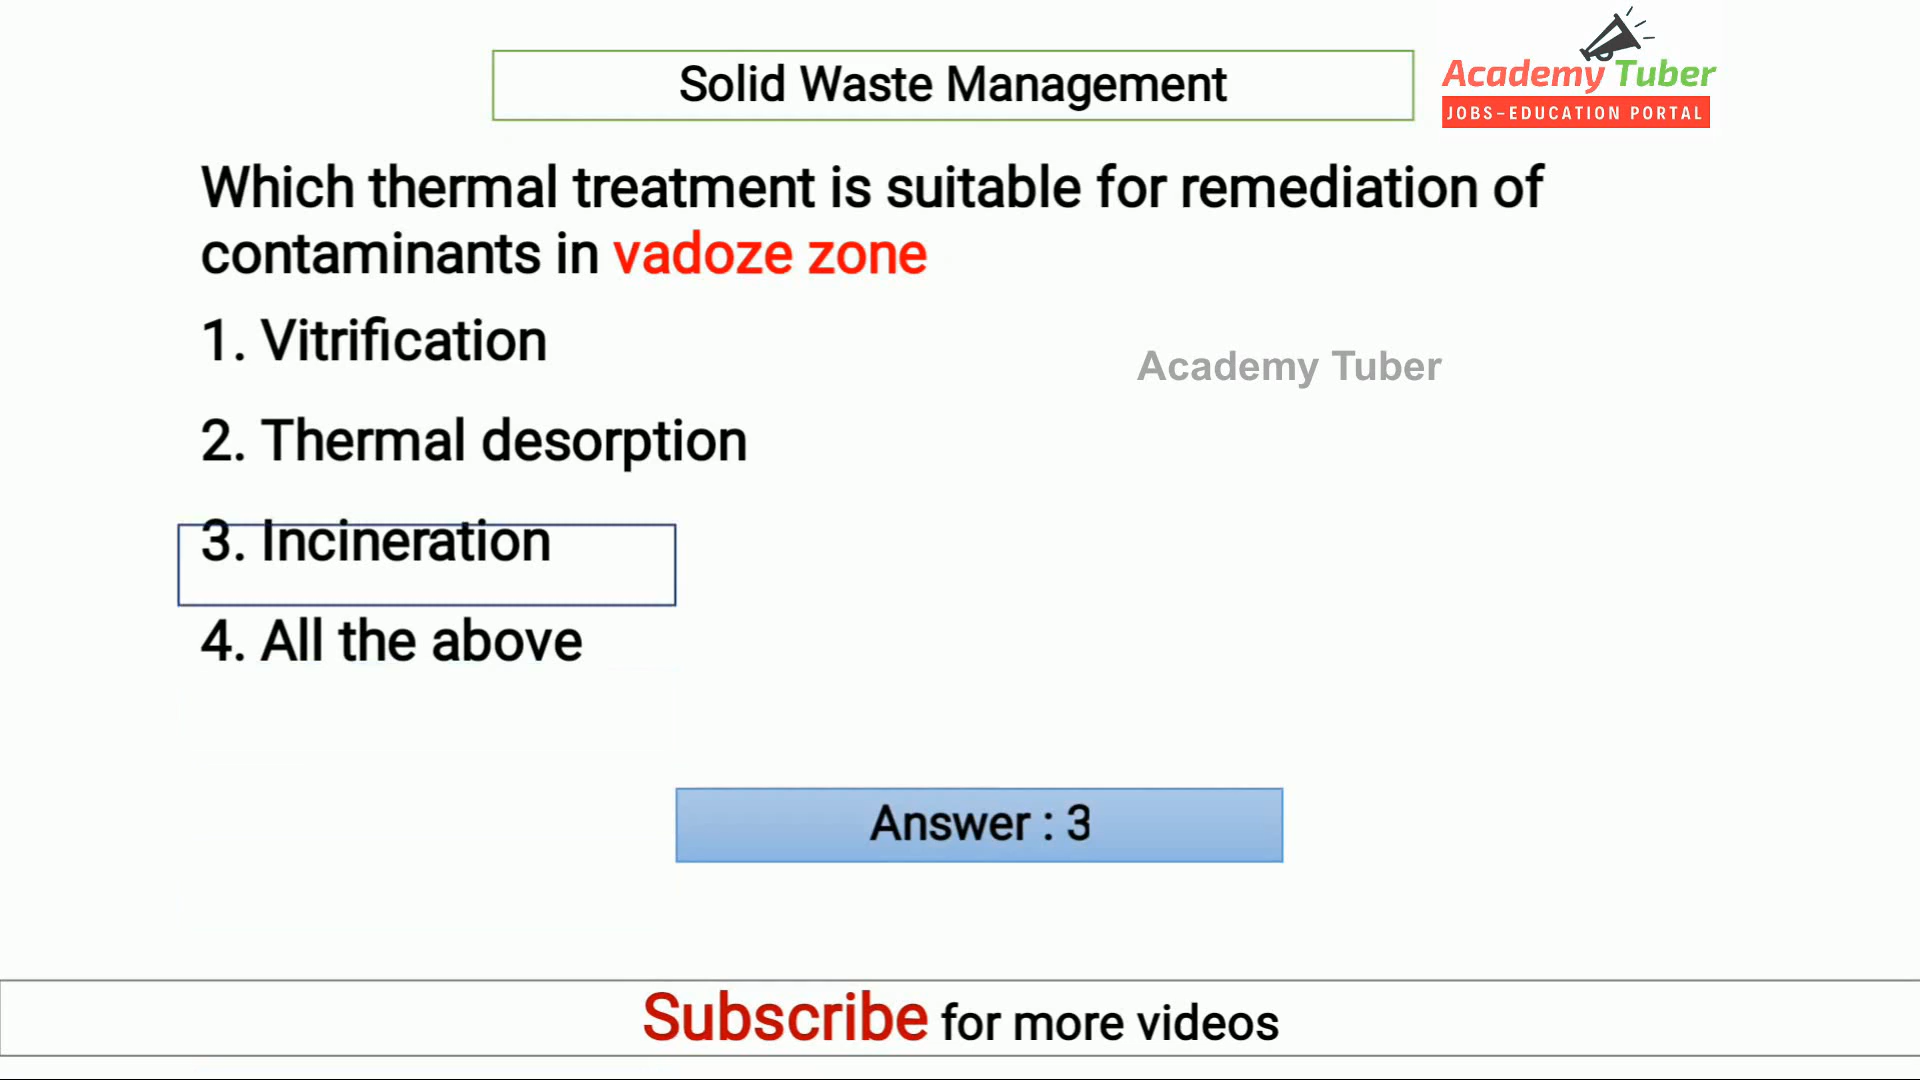 Solid Waste Management
Academy Tuber
JOBS-EDUCATION PORTAL
Which thermal treatment is suitable for remediation of
contaminants in vadoze zone
1. Vitrification
Academy Tuber
2. Thermal desorption
3. Incineration
4. All the above
Answer : 3
Subscribe for more videos